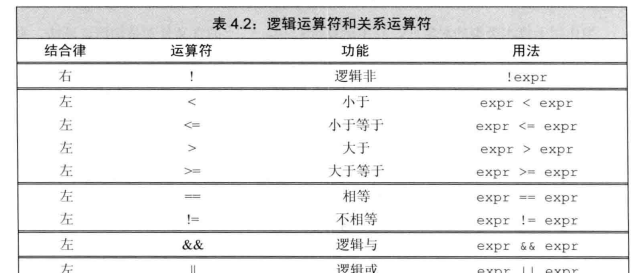 表 4.2：逻辑运算符和关系运算符
结合律 运算符 功能 用法
右 ! 逻辑非 !expr
左 < 小于 expr < expr
左 <= 小于等于 expr <= expr
左 > 大于 expr > expr
左 >= 大于等于 expr >= expr
左 == 相等 expr == expr
左 != 不相等 expr != expr
左 && 逻辑与 expr && expr
左 || 逻辑或 expr || expr